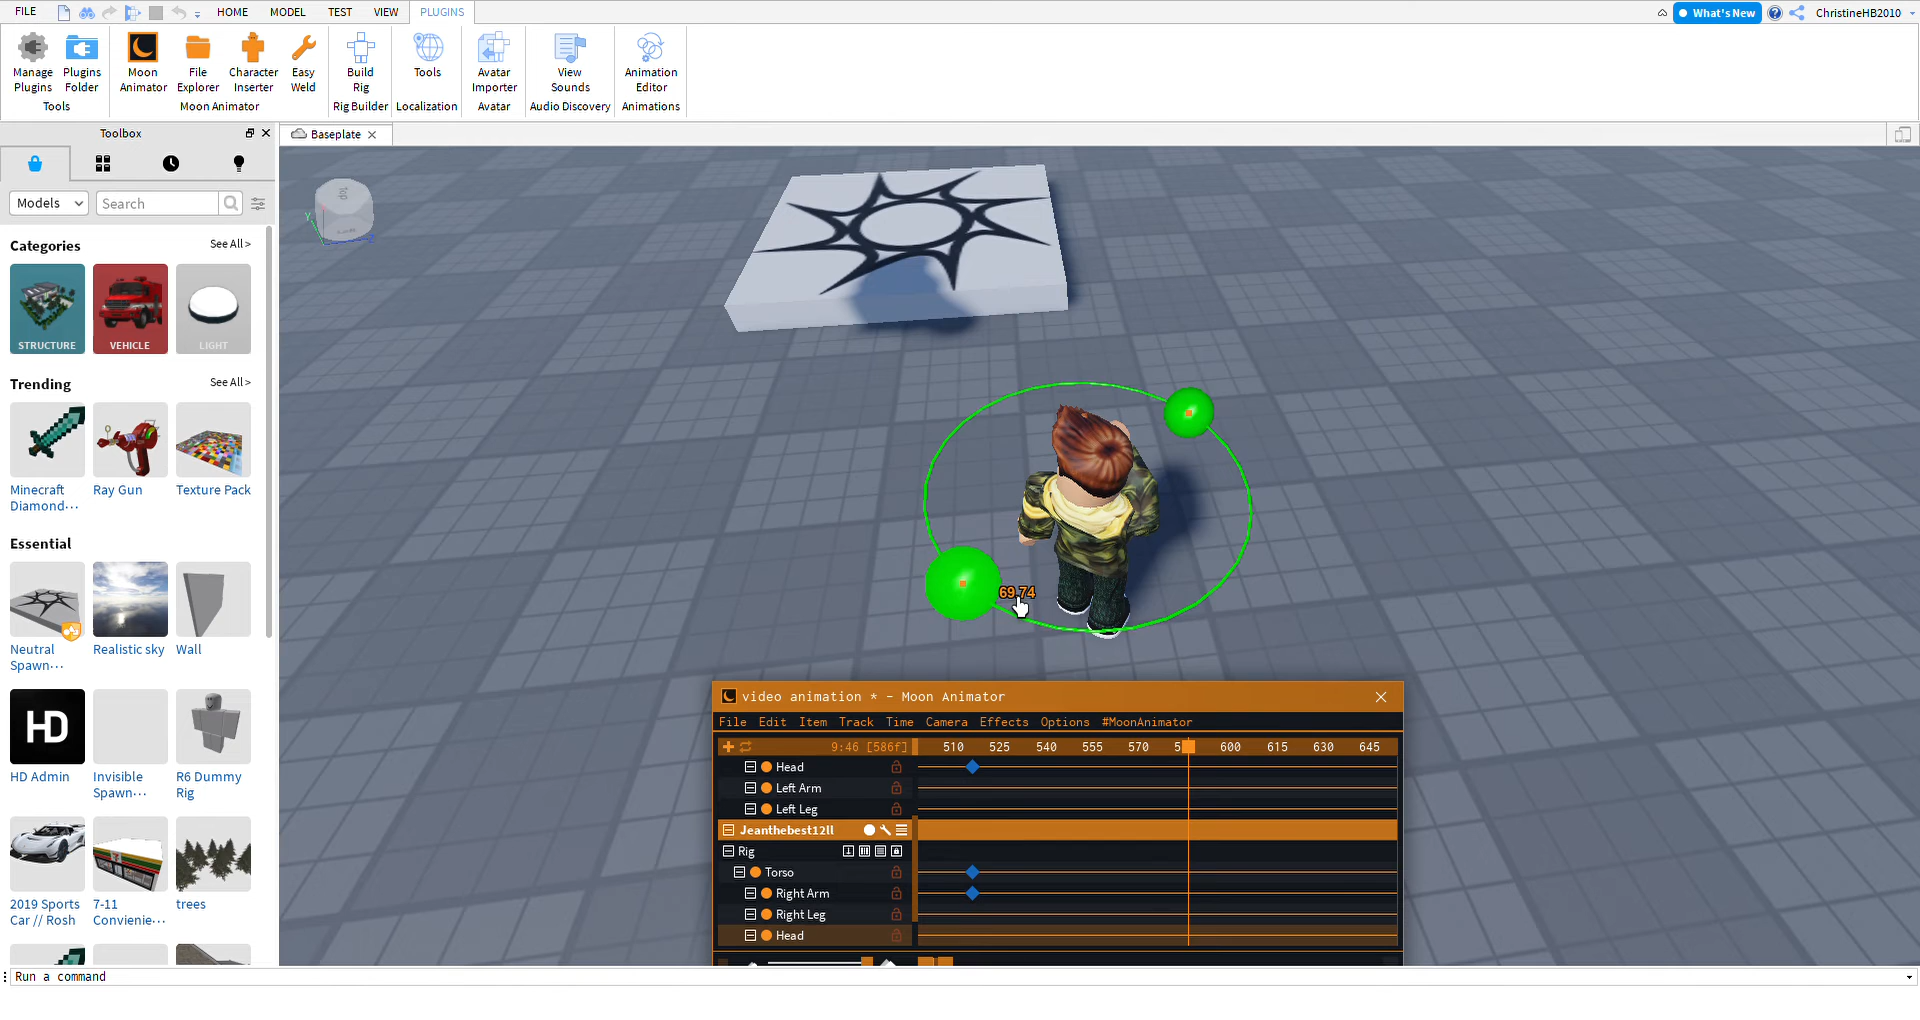 FILE HOME MODEL TEST VIEW PLUGINS What's New ChristineHB2010
Manage Plugins
Plugins Folder
Moon Animator
File Explorer
Character Inserter
Easy Weld
Build Rig
Tools
Avatar Importer
View Sounds
Animation Editor
Tools Moon Animator Rig Builder Localization Avatar Audio Discovery Animations
Toolbox
Baseplate
Models Search
Categories See All >
STRUCTURE VEHICLE LIGHT
Trending See All >
Minecraft Diamond···
Ray Gun
Texture Pack
Essential
Neutral Spawn···
Realistic sky
Wall
HD
HD Admin
Invisible Spawn···
R6 Dummy Rig
2019 Sports Car // Rosh
7-11 Convienie···
trees
69.74
video animation * - Moon Animator
File Edit Item Track Time Camera Effects Options #MoonAnimator
9:46 [586f] 510 525 540 555 570 600 615 630 645
Head
Left Arm
Left Leg
Jeanthebest12ll
Rig
Torso
Right Arm
Right Leg
Head
Run a command